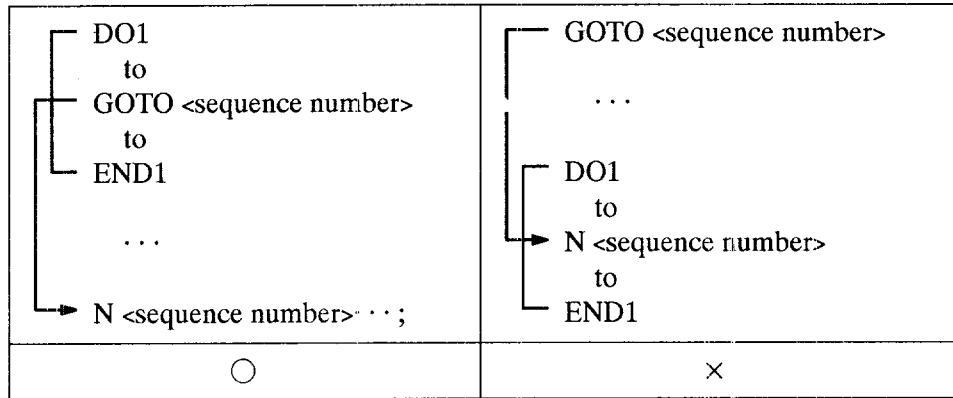 DO1
to
GOTO <sequence number>
to
END1
...
N <sequence number> ... ;
○
GOTO <sequence number>
...
DO1
to
N <sequence number>
to
END1
×